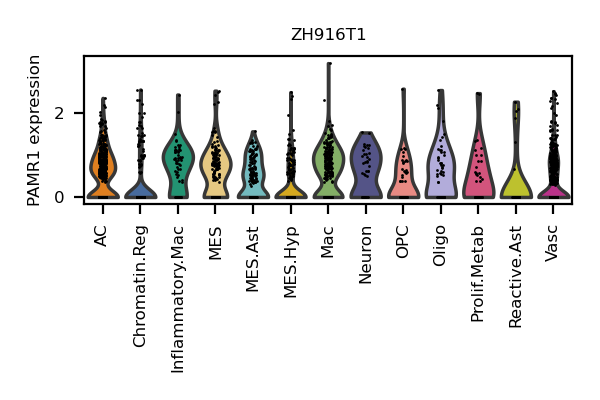 ZH916T1
PAMR1 expression
2
0
AC
Chromatin.Reg
Inflammatory.Mac
MES
MES.Ast
MES.Hyp
Mac
Neuron
OPC
Oligo
Prolif.Metab
Reactive.Ast
Vasc